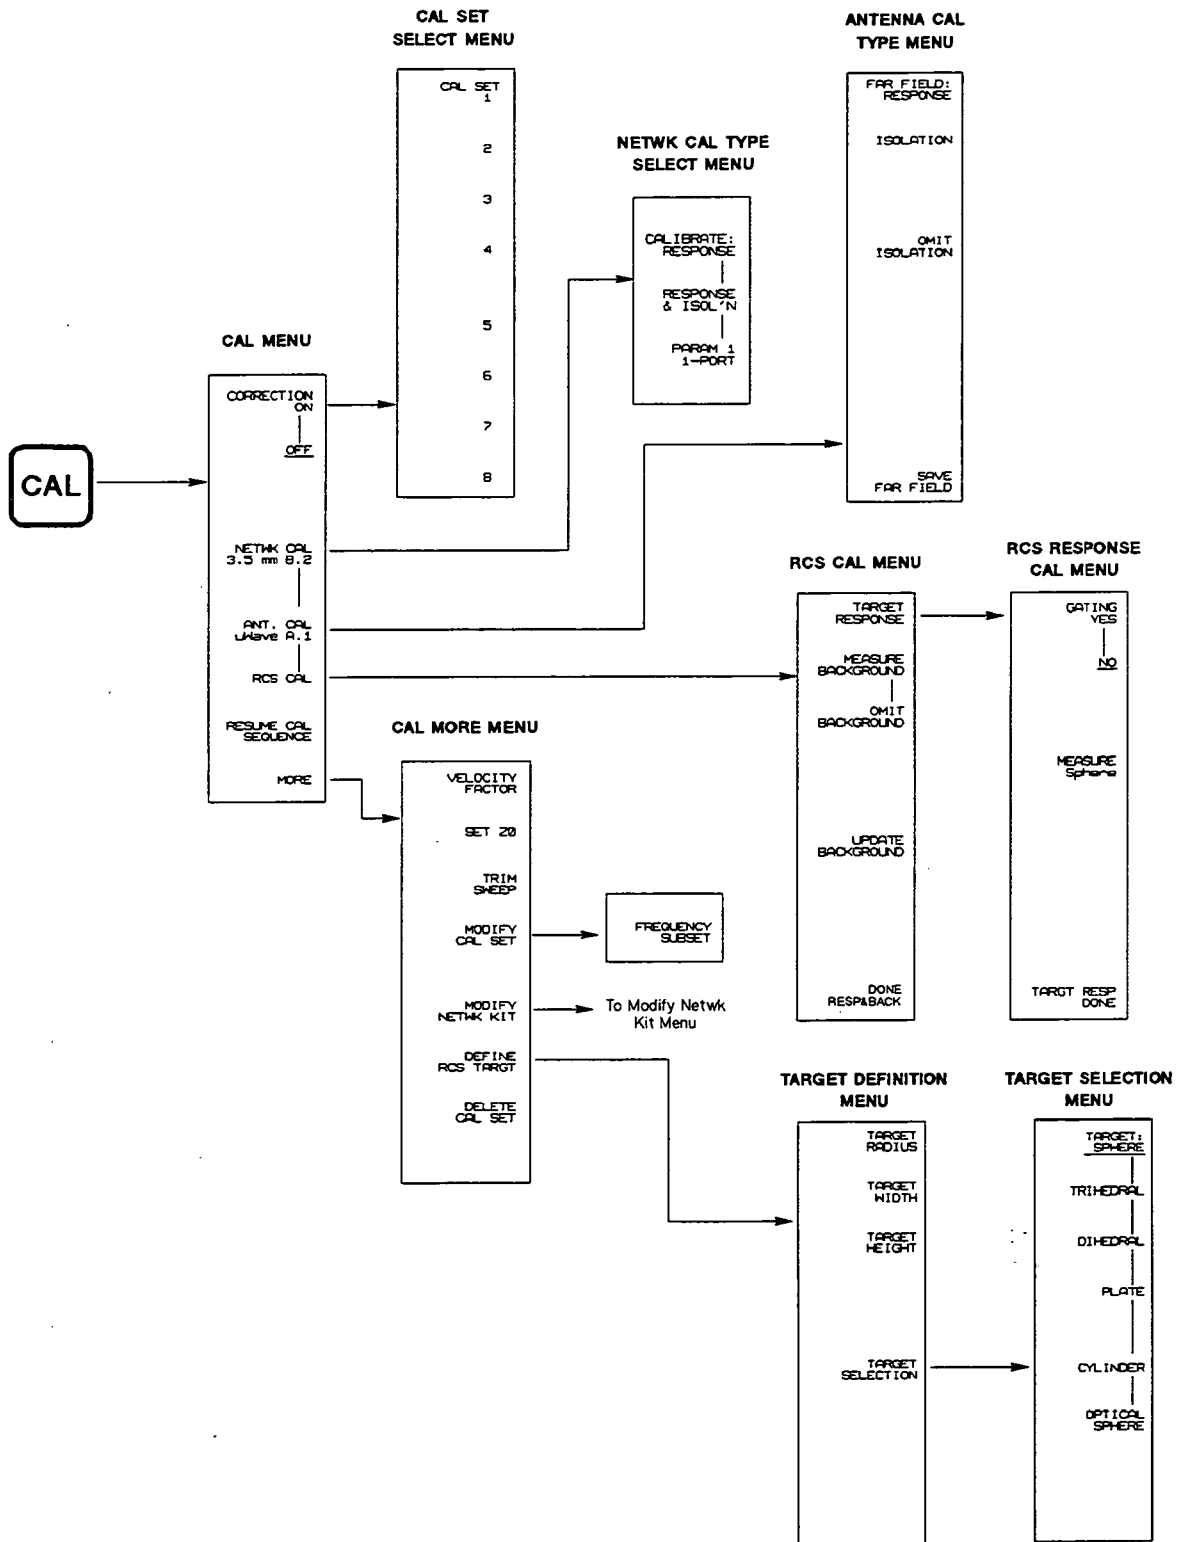 CAL SET
SELECT MENU
CAL SET
1
2
3
4
5
6
7
8
ANTENNA CAL
TYPE MENU
FAR FIELD:
RESPONSE
ISOLATION
OMIT
ISOLATION
SAVE
FAR FIELD
NETWK CAL TYPE
SELECT MENU
CALIBRATE:
RESPONSE
RESPONSE
& ISOL'N
PARAM 1
1-PORT
CAL
CAL MENU
CORRECTION
ON
OFF
NETWK CAL
3.5 mm B.2
ANT. CAL
uWave A.1
RCS CAL
RESUME CAL
SEQUENCE
MORE
RCS CAL MENU
TARGET
RESPONSE
MEASURE
BACKGROUND
OMIT
BACKGROUND
UPDATE
BACKGROUND
DONE
RESP&BACK
RCS RESPONSE
CAL MENU
GATING
YES
NO
MEASURE
Sphere
TARGT RESP
DONE
CAL MORE MENU
VELOCITY
FACTOR
SET Z0
TRIM
SWEEP
MODIFY
CAL SET
MODIFY
NETWK KIT
DEFINE
RCS TARGT
DELETE
CAL SET
FREQUENCY
SUBSET
To Modify Netwk
Kit Menu
TARGET DEFINITION
MENU
TARGET
RADIUS
TARGET
WIDTH
TARGET
HEIGHT
TARGET
SELECTION
TARGET SELECTION
MENU
TARGET:
SPHERE
TRIHEDRAL
DIHEDRAL
PLATE
CYLINDER
OPTICAL
SPHERE